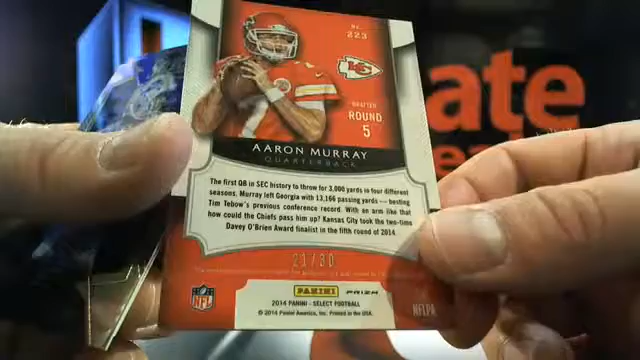 No.
223
KC
DRAFTED
ROUND
5
ate
AARON MURRAY
QUARTERBACK
The first QB in SEC history to throw for 3,000 yards in four different
seasons. Murray left Georgia with 13,166 passing yards — besting
Tim Tebow's previous conference record. With an arm like that
how could the Chiefs pass him up? Kansas City took the two-time
Davey O'Brien Award finalist in the fifth round of 2014.
NFL
PANINI PRIZM
2014 PANINI - SELECT FOOTBALL
© 2014 Panini America, Inc. Printed in the USA.
NFLPA